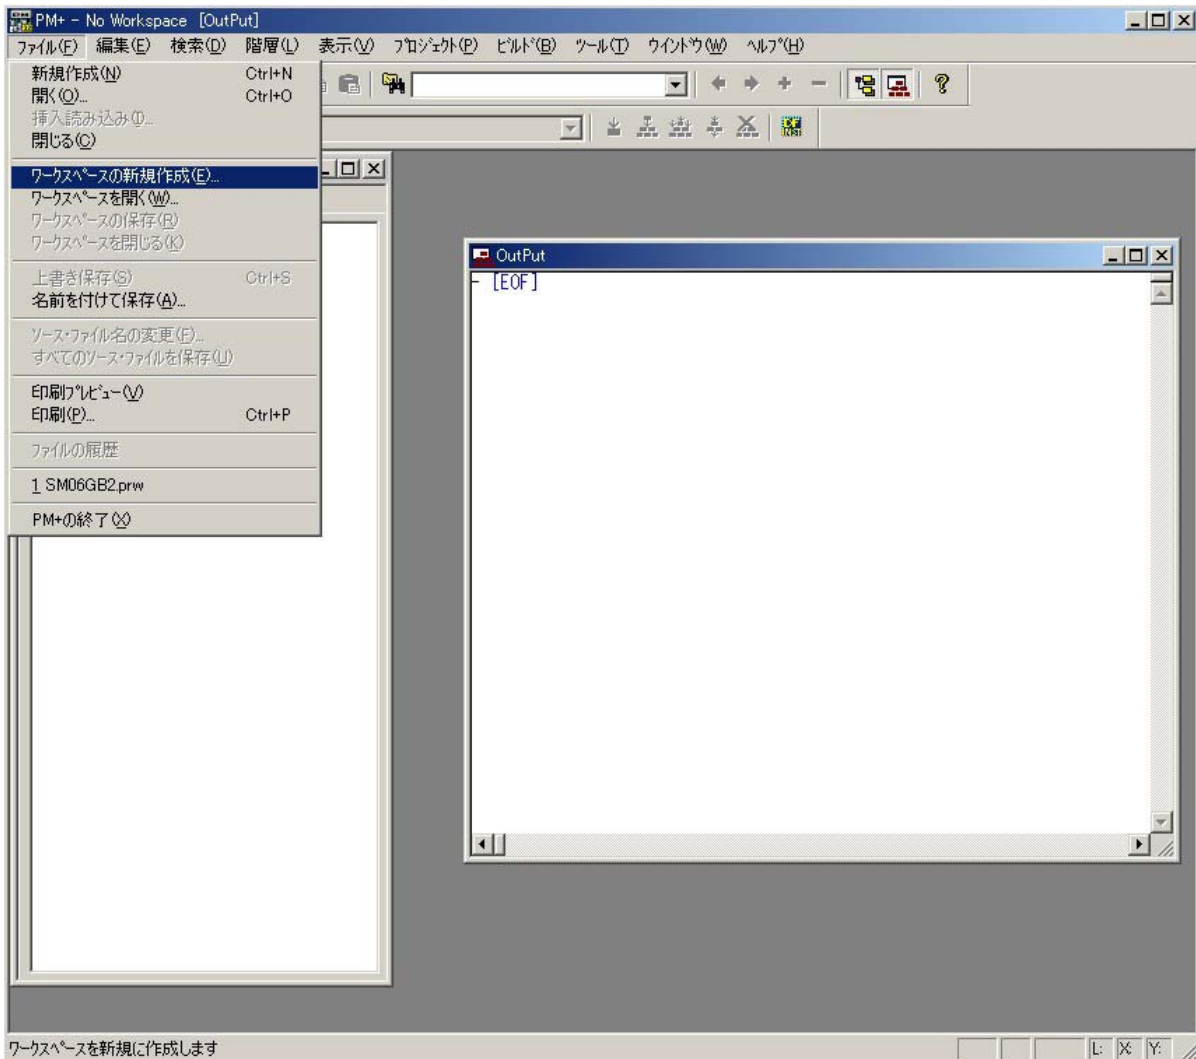 PM+ - No Workspace [OutPut]
ファイル(F) 編集(E) 検索(D) 階層(L) 表示(V) プロジェクト(P) ビルド(B) ツール(T) ウインドウ(W) ヘルプ(H)
新規作成(N) Ctrl+N
開く(O)... Ctrl+O
挿入読み込み(I)...
閉じる(C)
ワークスペースの新規作成(E)...
ワークスペースを開く(W)...
ワークスペースの保存(R)
ワークスペースを閉じる(K)
上書き保存(S) Ctrl+S
名前を付けて保存(A)...
ソース・ファイル名の変更(F)...
すべてのソース・ファイルを保存(U)
印刷プレビュー(V)
印刷(P)... Ctrl+P
ファイルの履歴
1 SM06GB2.prw
PM+の終了(X)
OutPut
[EOF]
ワークスペースを新規に作成します
L: X: Y: